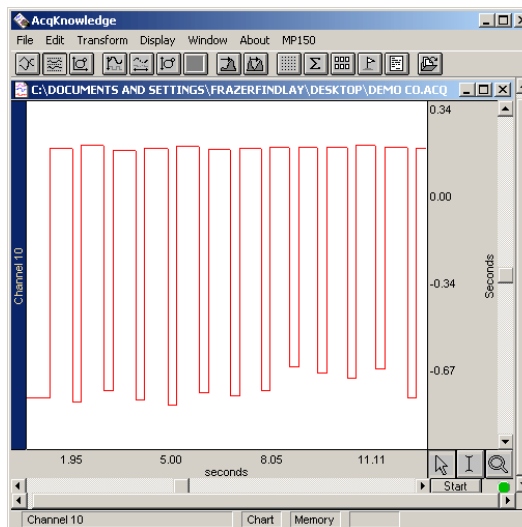 AcqKnowledge
File Edit Transform Display Window About MP150
C:\DOCUMENTS AND SETTINGS\FRAZERFINDLAY\DESKTOP\DEMO CO.ACQ
0.34
0.00
-0.34
-0.67
Channel 10
Seconds
1.95 5.00 8.05 11.11
seconds
Start
Channel 10 Chart Memory